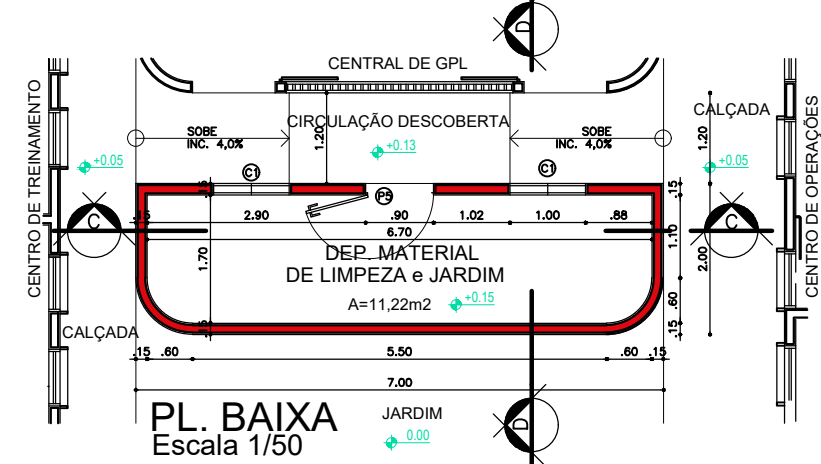 D
CENTRAL DE GPL
CENTRO DE TREINAMENTO
CENTRO DE OPERAÇÕES
CALÇADA
CIRCULAÇÃO DESCOBERTA
SOBE
INC. 4,0%
1.20
SOBE
INC. 4,0%
1.20
+0.05
+0.13
+0.05
C1
C1
P5
.15
.15
C
C
.15
2.90
.90
1.02
1.00
.88
6.70
1.70
1.10
2.00
DEP. MATERIAL
DE LIMPEZA e JARDIM
A=11,22m2
+0.15
.60
CALÇADA
.15
.15
.15
.60
5.50
.60
.15
7.00
PL. BAIXA
Escala 1/50
JARDIM
0.00
D